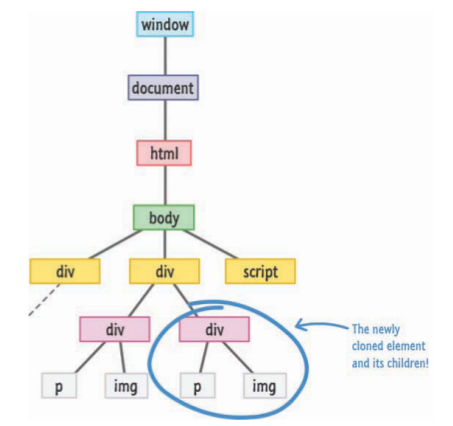 window
document
html
body
div div script
div div
p img p img
The newly
cloned element
and its children!